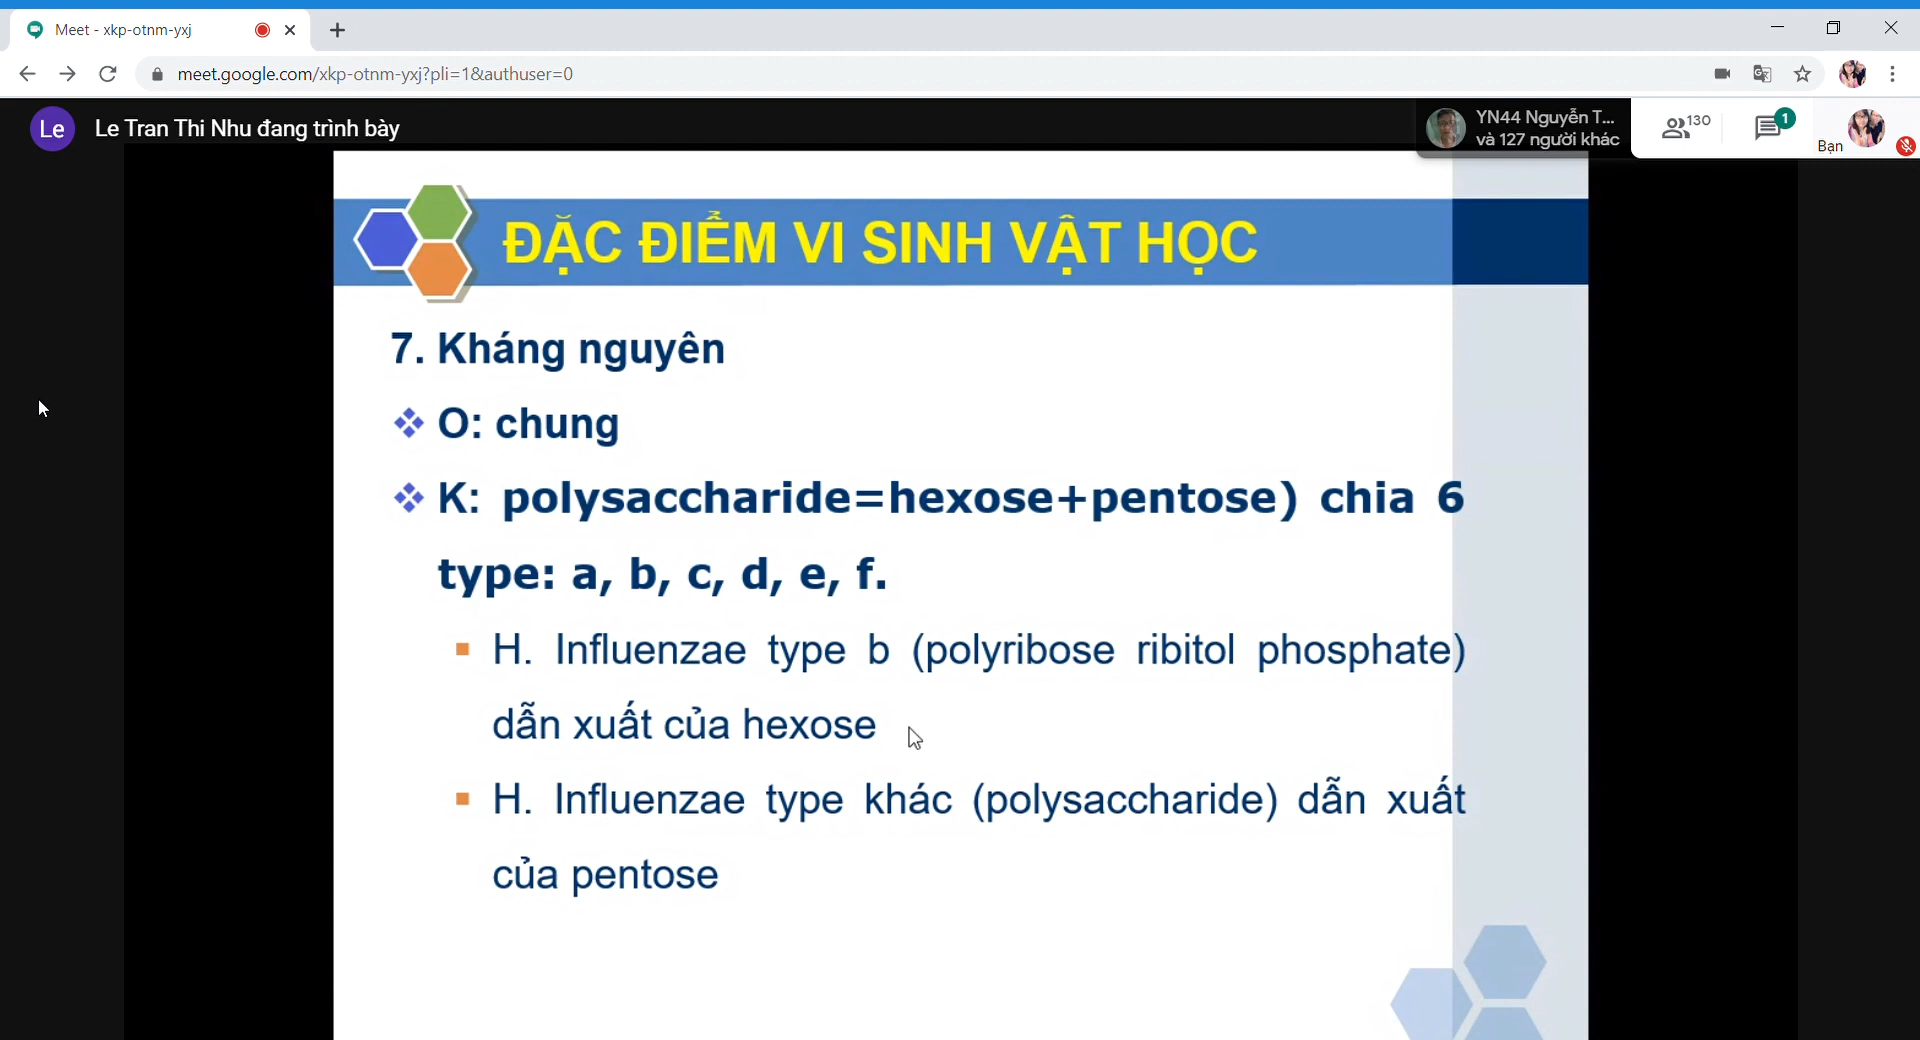 Meet - xkp-otnm-yxj
meet.google.com/xkp-otnm-yxj?pli=1&authuser=0
Le
Le Tran Thi Nhu đang trình bày
YN44 Nguyễn T...
và 127 người khác
130
1
Bạn
ĐẶC ĐIỂM VI SINH VẬT HỌC
7. Kháng nguyên
O: chung
K: polysaccharide=hexose+pentose) chia 6
type: a, b, c, d, e, f.
H. Influenzae type b (polyribose ribitol phosphate)
dẫn xuất của hexose
H. Influenzae type khác (polysaccharide) dẫn xuất
của pentose